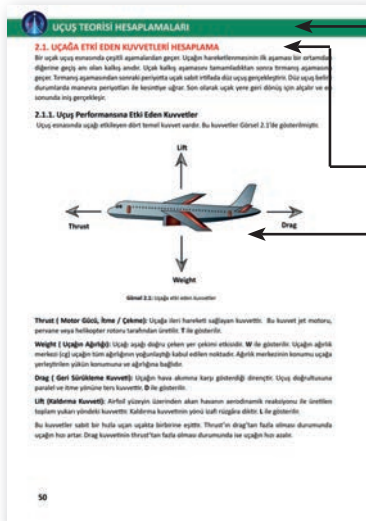 UÇUŞ TEORİSİ HESAPLAMALARI
2.1. UÇAĞA ETKİ EDEN KUVVETLERİ HESAPLAMA
Bir uçak uçuş esnasında çeşitli aşamalardan geçer. Uçağın hareketlenmesinin ilk aşaması bir ortamdan
diğerine geçiş anı olan kalkış anıdır. Uçak kalkış aşamasını tamamladıktan sonra tırmanış aşamasına
geçer. Tırmanış aşamasından sonraki periyotta uçak sabit irtifada düz uçuş gerçekleştirir. Düz uçuş belirli
durumlarda manevra periyotları ile kesintiye uğrar. Son olarak uçak yere geri dönüş için alçalır ve en
sonunda iniş gerçekleşir.
2.1.1. Uçuş Performansına Etki Eden Kuvvetler
Uçuş esnasında uçağı etkileyen dört temel kuvvet vardır. Bu kuvvetler Görsel 2.1'de gösterilmiştir.
Lift
Thrust
Drag
Weight
Görsel 2.1: Uçağa etki eden kuvvetler
Thrust ( Motor Gücü, İtme / Çekme): Uçağa ileri hareketi sağlayan kuvvettir. Bu kuvvet jet motoru,
pervane veya helikopter rotoru tarafından üretilir. T ile gösterilir.
Weight ( Uçağın Ağırlığı): Uçağı aşağı doğru çeken yer çekimi etkisidir. W ile gösterilir. Uçağın ağırlık
merkezi (cg) uçağın tüm ağırlığının yoğunlaştığı kabul edilen noktadır. Ağırlık merkezinin konumu uçağa
yerleştirilen yükün konumuna ve ağırlığına bağlıdır.
Drag ( Geri Sürükleme Kuvveti): Uçağın hava akımına karşı gösterdiği dirençtir. Uçuş doğrultusuna
paralel ve itme yönüne ters kuvvettir. D ile gösterilir.
Lift (Kaldırma Kuvveti): Airfoil yüzeyin üzerinden akan havanın aerodinamik reaksiyonu ile üretilen
toplam yukarı yöndeki kuvvettir. Kaldırma kuvvetinin yönü izafi rüzgâra diktir. L ile gösterilir.
Bu kuvvetler sabit bir hızla uçan uçakta birbirine eşittir. Thrust'ın drag'tan fazla olması durumunda
uçağın hızı artar. Drag kuvvetinin thrust'tan fazla olması durumunda ise uçağın hızı azalır.
50